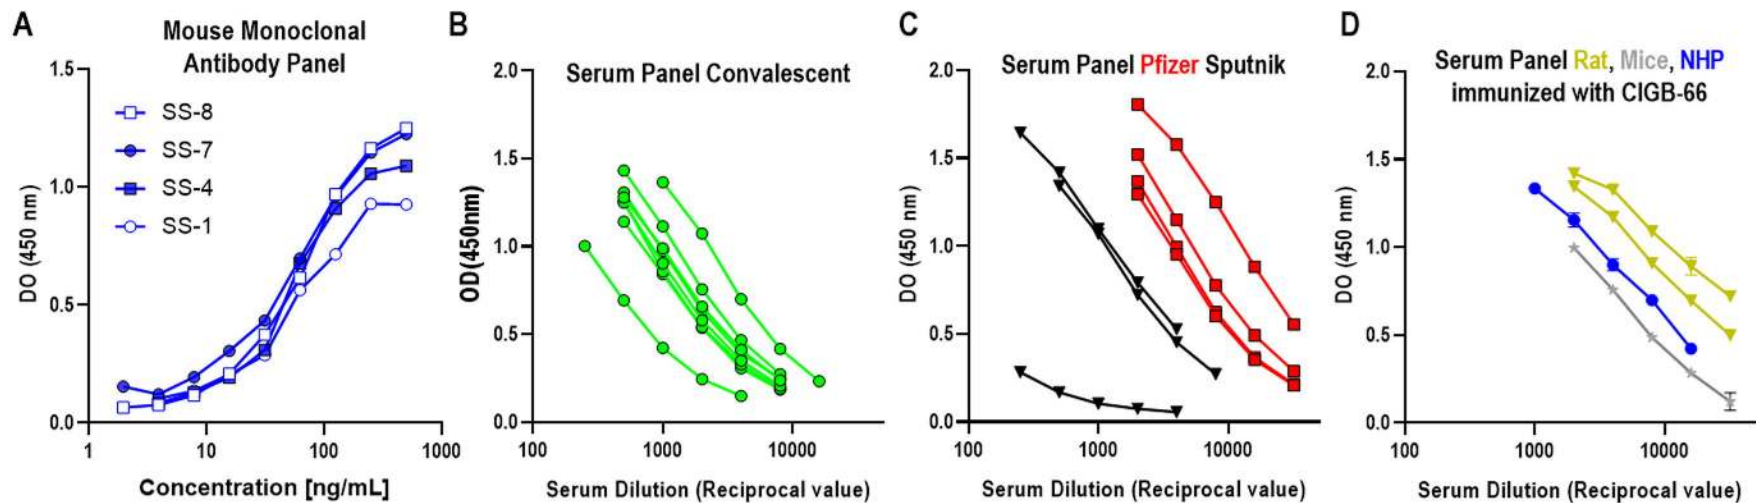 A
Mouse Monoclonal
Antibody Panel
1.5
1.0
0.5
0.0
DO (450 nm)
SS-8
SS-7
SS-4
SS-1
1
10
100
1000
Concentration [ng/mL]
B
Serum Panel Convalescent
2.0
1.5
1.0
0.5
0.0
OD(450nm)
100
1000
10000
Serum Dilution (Reciprocal value)
C
Serum Panel Pfizer Sputnik
2.0
1.5
1.0
0.5
0.0
DO (450 nm)
100
1000
10000
Serum Dilution (Reciprocal value)
D
Serum Panel Rat, Mice, NHP
immunized with CIGB-66
2.0
1.5
1.0
0.5
0.0
DO (450 nm)
100
1000
10000
Serum Dilution (Reciprocal value)